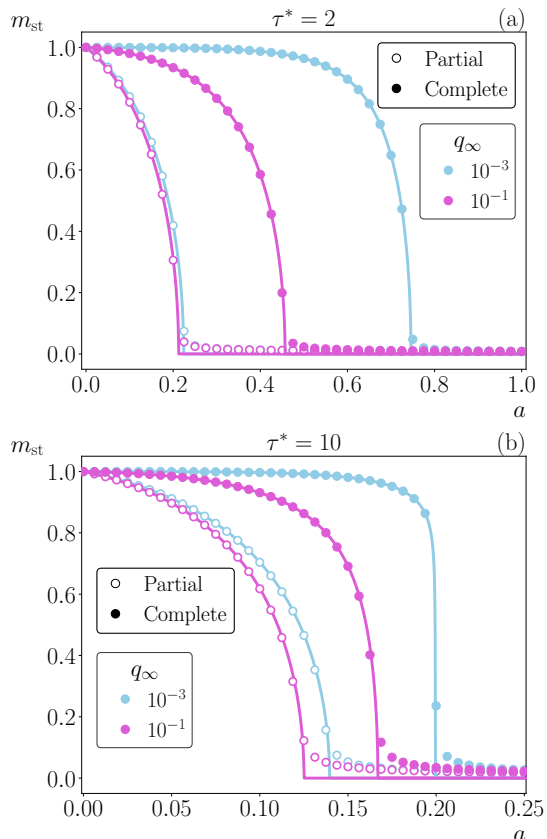 m_st τ* = 2 (a)
1.0
0.8
0.6
0.4
0.2
0.0
Partial
Complete
q_∞
10⁻³
10⁻¹
0.0 0.2 0.4 0.6 0.8 1.0
a
m_st τ* = 10 (b)
1.0
0.8
0.6
0.4
0.2
0.0
Partial
Complete
q_∞
10⁻³
10⁻¹
0.00 0.05 0.10 0.15 0.20 0.25
a